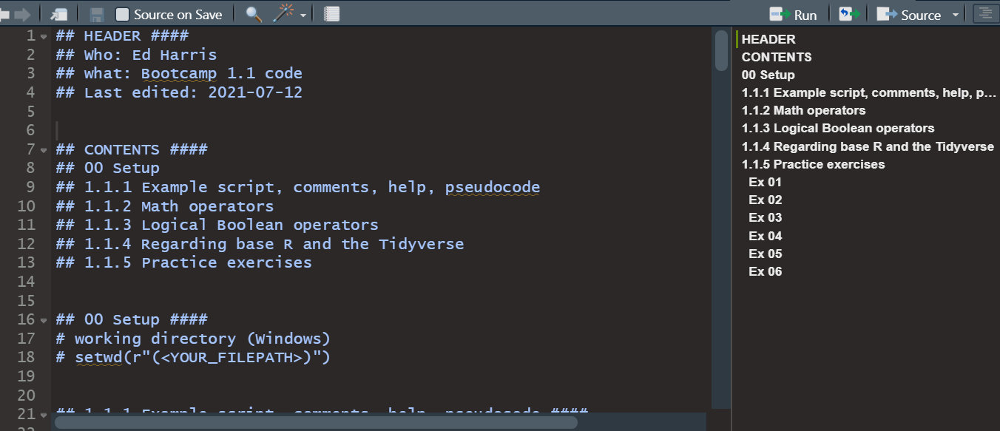 Source on Save
Run
Source
1 ## HEADER ####
2 ## Who: Ed Harris
3 ## what: Bootcamp 1.1 code
4 ## Last edited: 2021-07-12
5
6
7 ## CONTENTS ####
8 ## 00 Setup
9 ## 1.1.1 Example script, comments, help, pseudocode
10 ## 1.1.2 Math operators
11 ## 1.1.3 Logical Boolean operators
12 ## 1.1.4 Regarding base R and the Tidyverse
13 ## 1.1.5 Practice exercises
14
15
16 ## 00 Setup ####
17 # working directory (Windows)
18 # setwd(r"(<YOUR_FILEPATH>)")
19
20
21 ## 1.1.1 Example script, comments, help, pseudocode ####
HEADER
CONTENTS
00 Setup
1.1.1 Example script, comments, help, p...
1.1.2 Math operators
1.1.3 Logical Boolean operators
1.1.4 Regarding base R and the Tidyverse
1.1.5 Practice exercises
Ex 01
Ex 02
Ex 03
Ex 04
Ex 05
Ex 06